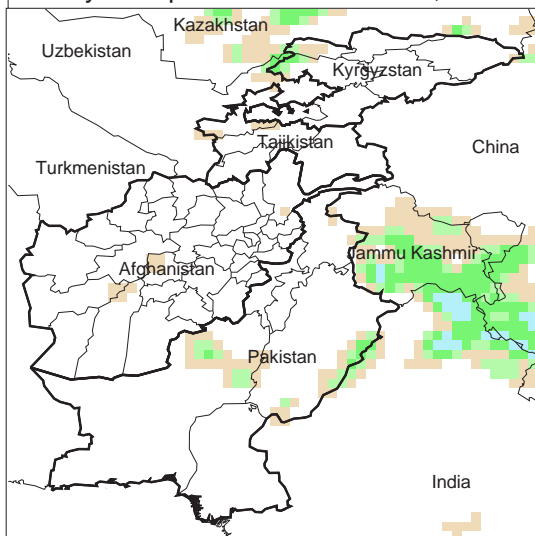 Kazakhstan
Uzbekistan
Kyrgyzstan
Tajikistan
China
Turkmenistan
Jammu Kashmir
Afghanistan
Pakistan
India